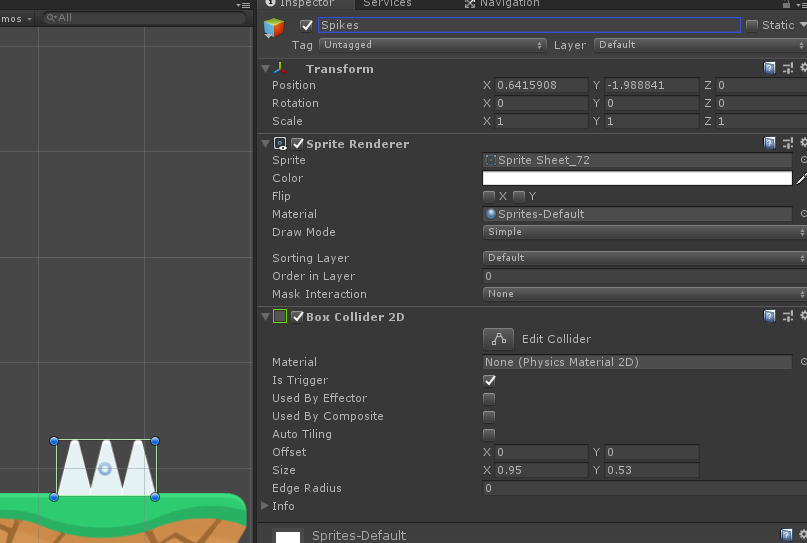 Inspector Services Navigation
mos All
Spikes Static
Tag Untagged Layer Default
Transform
Position X 0.6415908 Y -1.988841 Z 0
Rotation X 0 Y 0 Z 0
Scale X 1 Y 1 Z 1
Sprite Renderer
Sprite Sprite Sheet_72
Color
Flip X Y
Material Sprites-Default
Draw Mode Simple
Sorting Layer Default
Order in Layer 0
Mask Interaction None
Box Collider 2D
Edit Collider
Material None (Physics Material 2D)
Is Trigger
Used By Effector
Used By Composite
Auto Tiling
Offset X 0 Y 0
Size X 0.95 Y 0.53
Edge Radius 0
Info
Sprites-Default